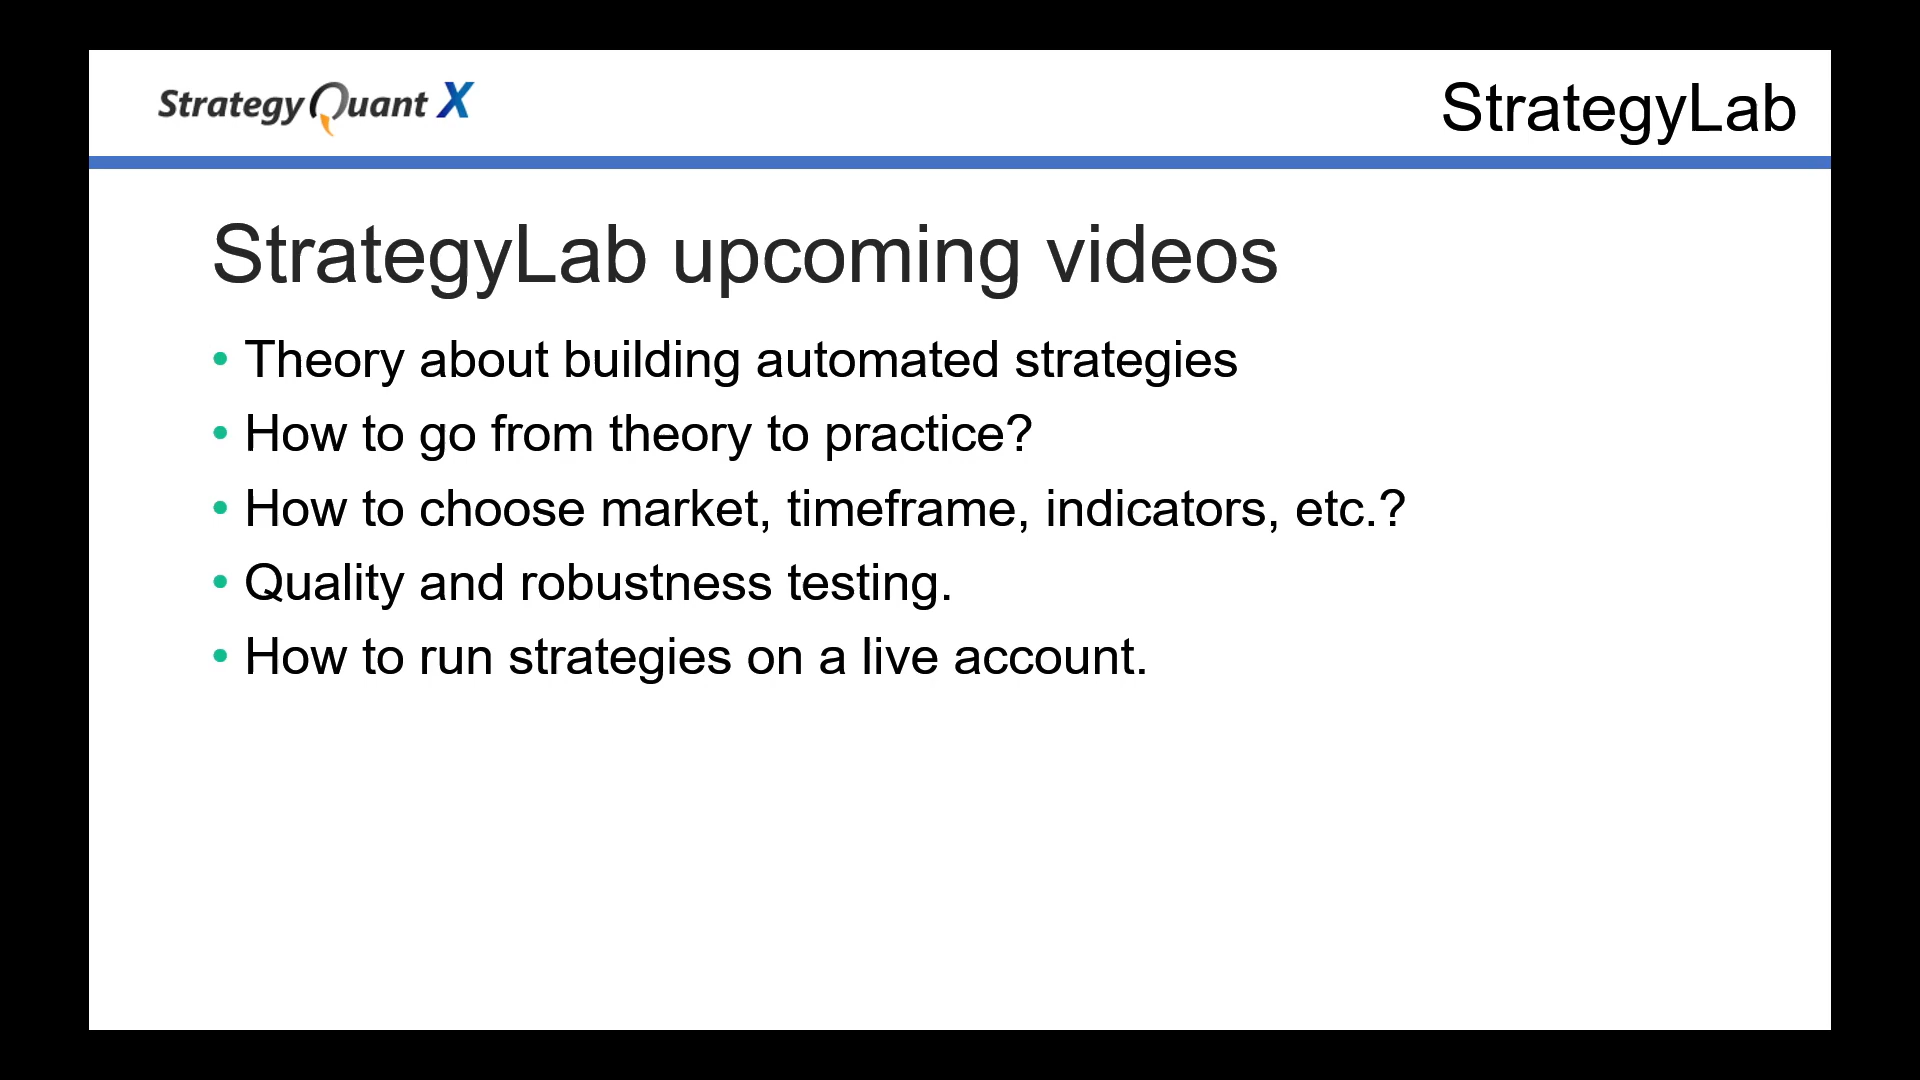 StrategyQuant X
StrategyLab
StrategyLab upcoming videos
• Theory about building automated strategies
• How to go from theory to practice?
• How to choose market, timeframe, indicators, etc.?
• Quality and robustness testing.
• How to run strategies on a live account.